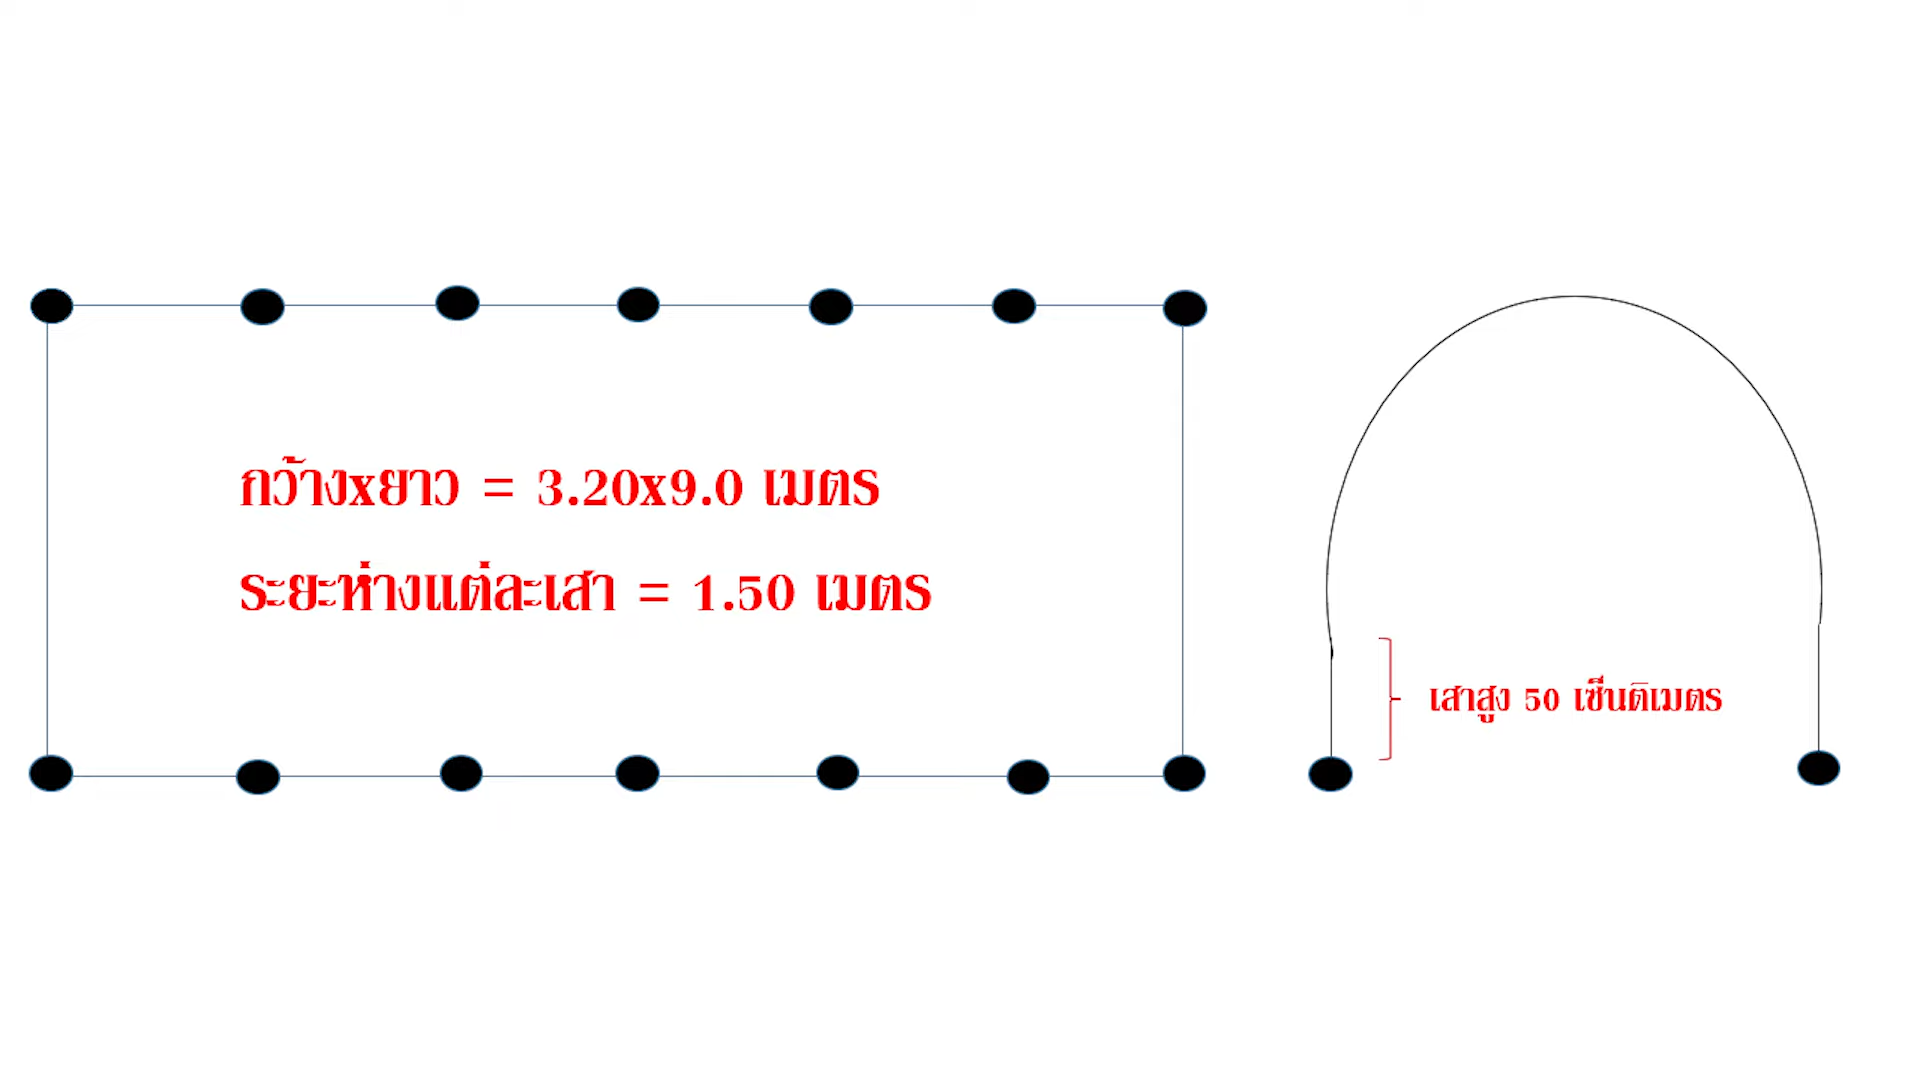 กว้างxยาว = 3.20x9.0 เมตร
ระยะห่างแต่ละเสา = 1.50 เมตร
เสาสูง 50 เซ็นติเมตร